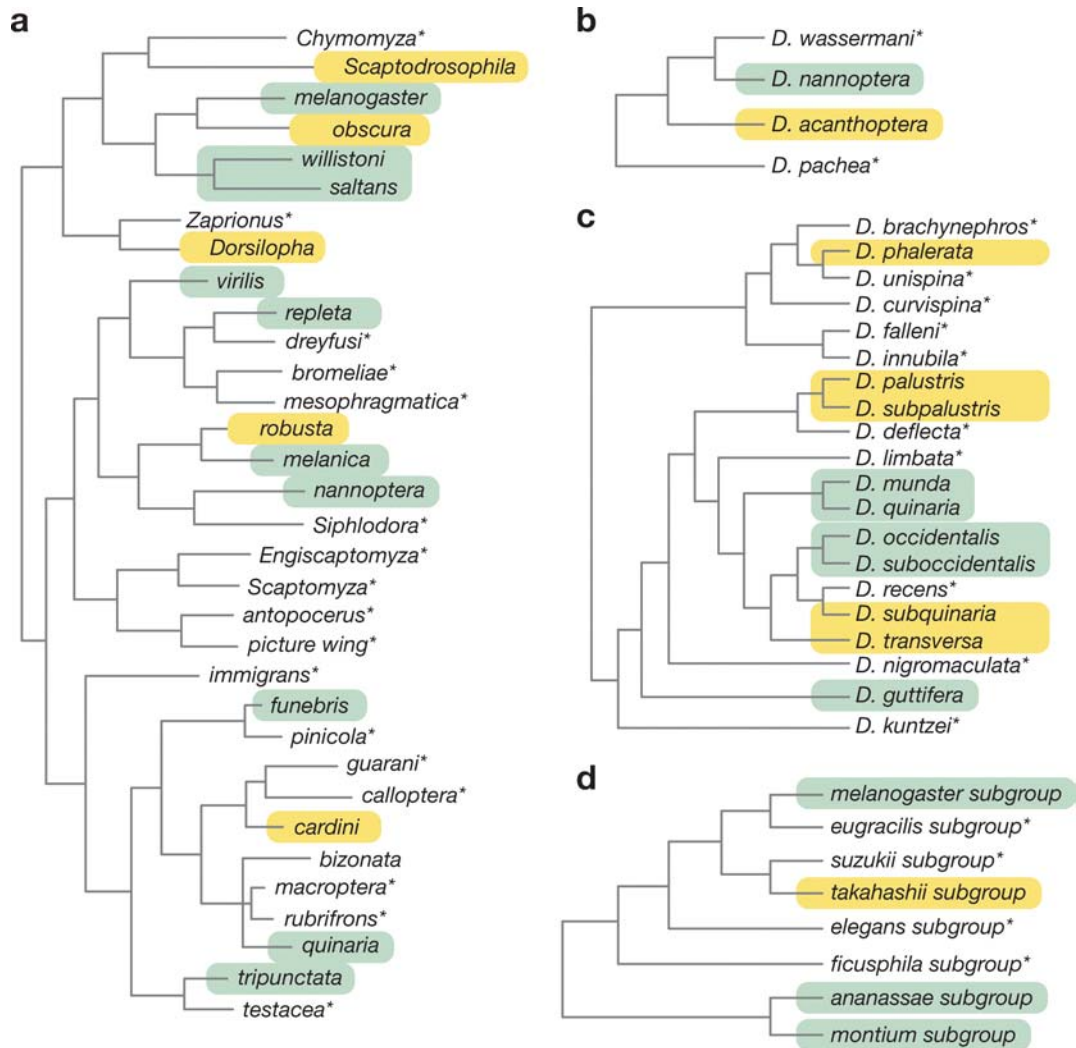 a
Chymomyza*
Scaptodrosophila
melanogaster
obscura
willistoni
saltans
Zaprionus*
Dorsilopha
virilis
repleta
dreyfusi*
bromeliae*
mesophragmatica*
robusta
melanica
nannoptera
Siphlodora*
Engiscaptomyza*
Scaptomyza*
antopocerus*
picture wing*
immigrans*
funebris
pinicola*
guarani*
calloptera*
cardini
bizonata
macroptera*
rubrifrons*
quinaria
tripunctata
testacea*
b
D. wassermani*
D. nannoptera
D. acanthoptera
D. pachea*
c
D. brachynephros*
D. phalerata
D. unispina*
D. curvispina*
D. falleni*
D. innubila*
D. palustris
D. subpalustris
D. deflecta*
D. limbata*
D. munda
D. quinaria
D. occidentalis
D. suboccidentalis
D. recens*
D. subquinaria
D. transversa
D. nigromaculata*
D. guttifera
D. kuntzei*
d
melanogaster subgroup
eugracilis subgroup*
suzukii subgroup*
takahashii subgroup
elegans subgroup*
ficusphila subgroup*
ananassae subgroup
montium subgroup